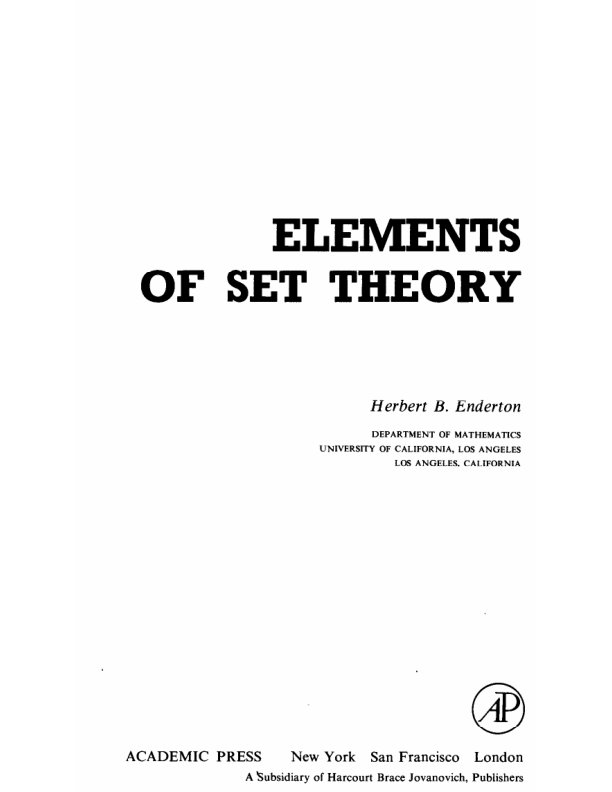 ELEMENTS
OF SET THEORY
Herbert B. Enderton
DEPARTMENT OF MATHEMATICS
UNIVERSITY OF CALIFORNIA, LOS ANGELES
LOS ANGELES, CALIFORNIA
AP
ACADEMIC PRESS New York San Francisco London
A Subsidiary of Harcourt Brace Jovanovich, Publishers